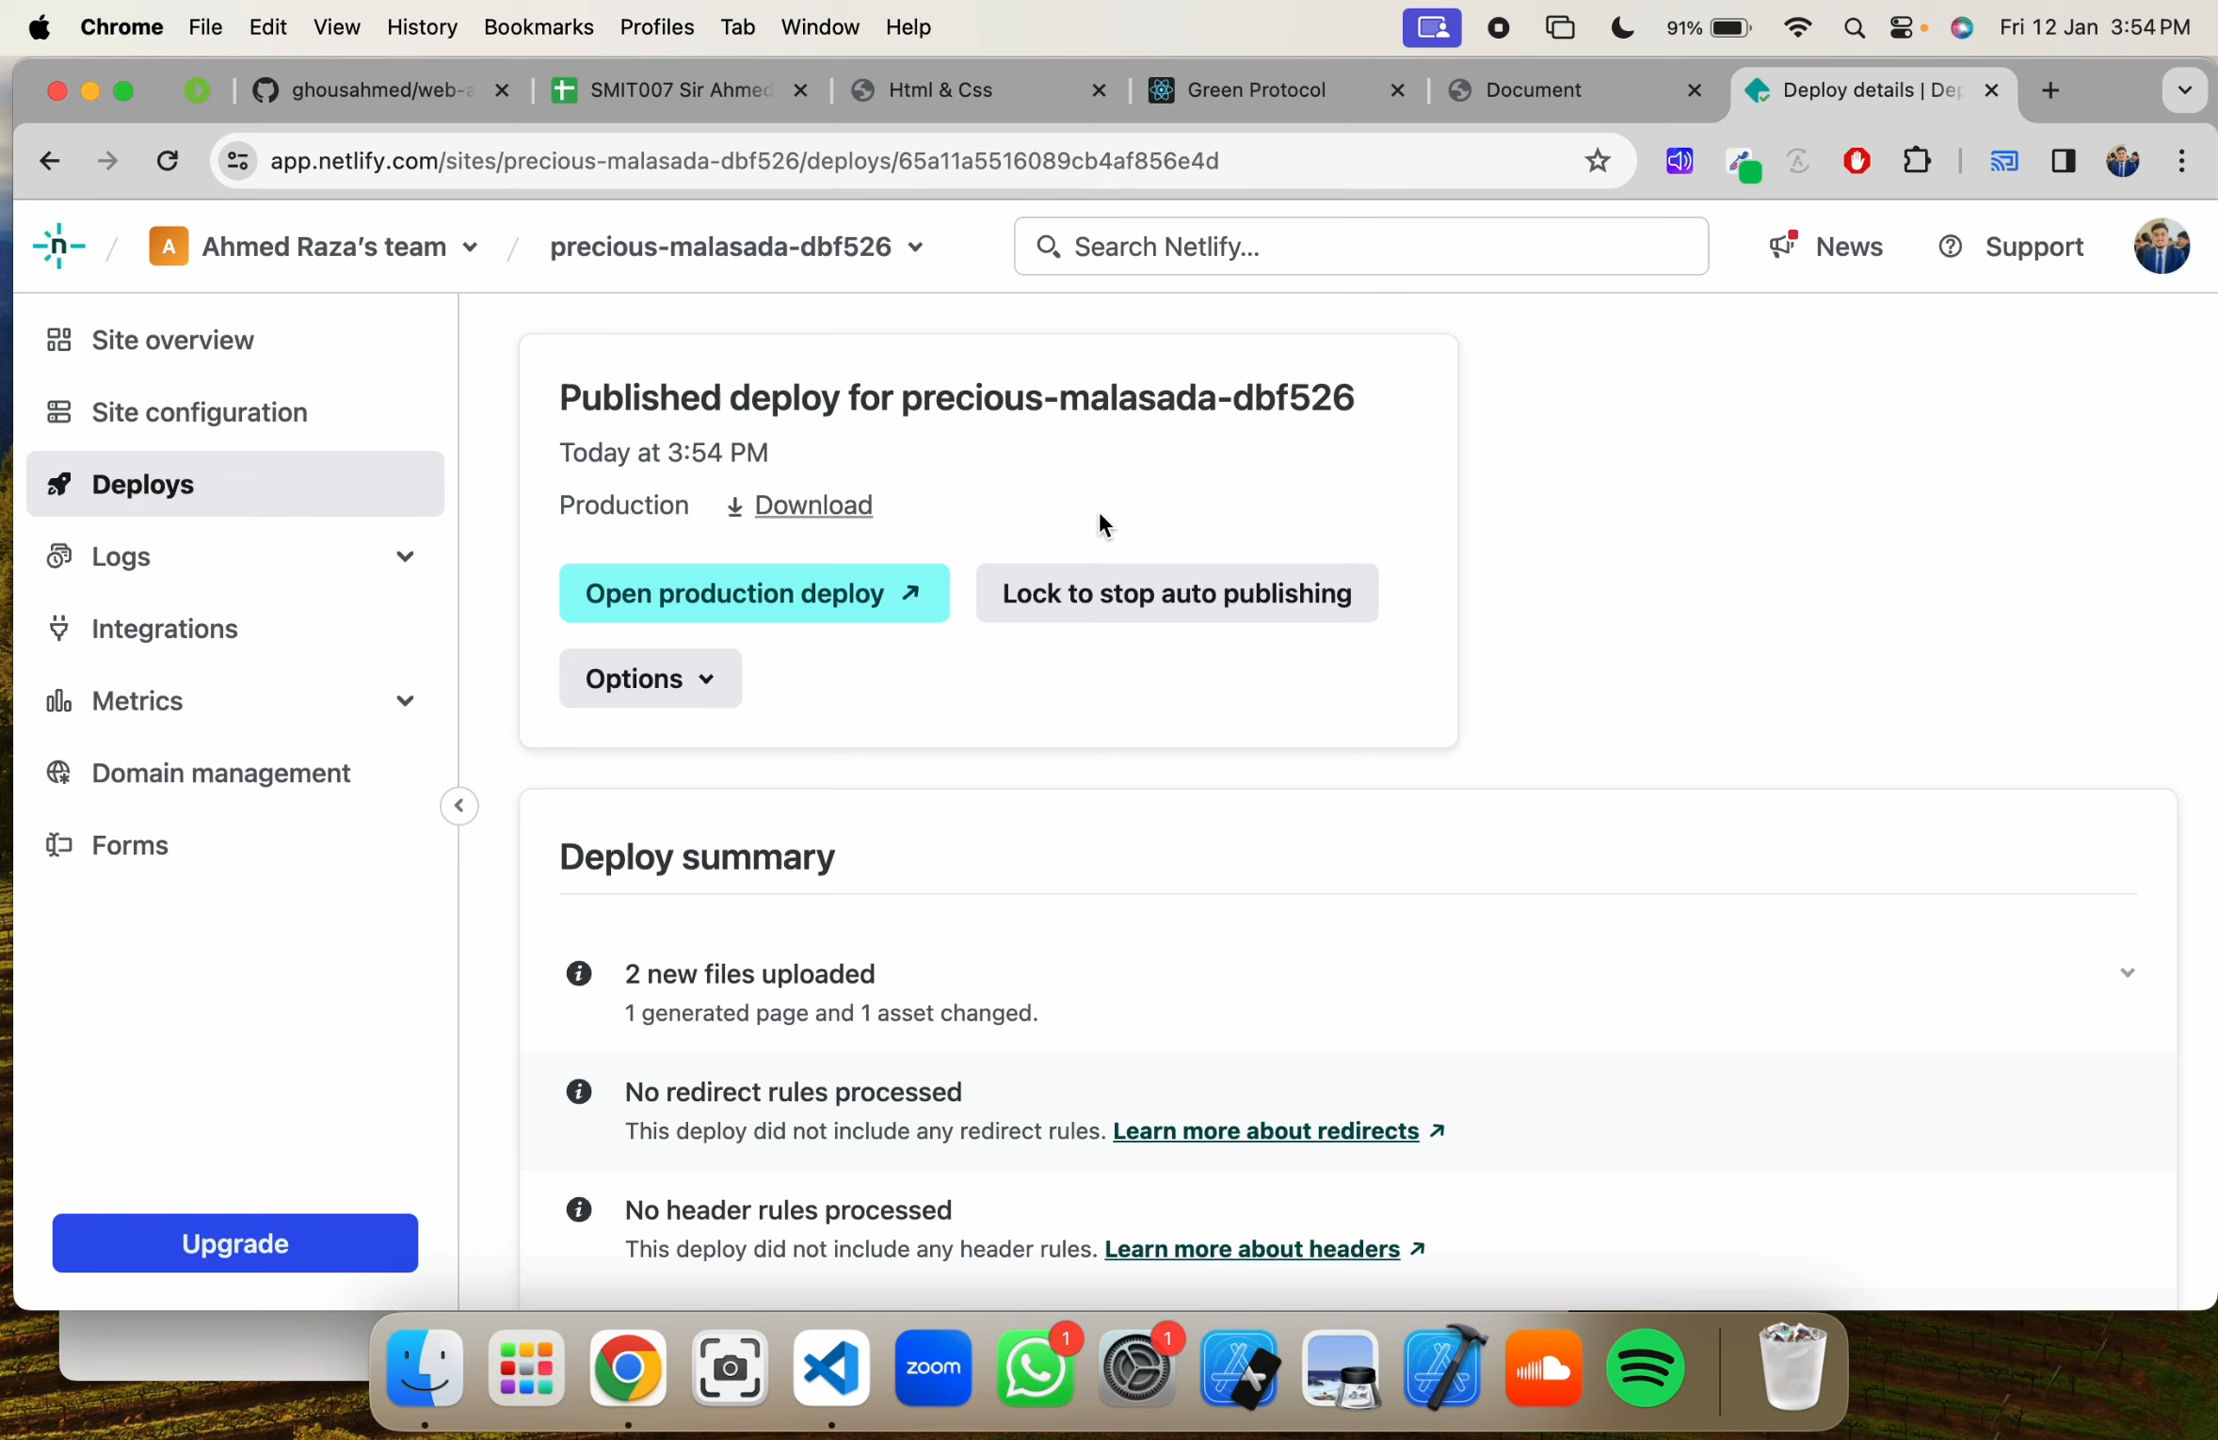 Chrome File Edit View History Bookmarks Profiles Tab Window Help 91% Fri 12 Jan 3:54 PM
ghousahmed/web-a SMIT007 Sir Ahmed Html & Css Green Protocol Document Deploy details | Dep
app.netlify.com/sites/precious-malasada-dbf526/deploys/65a11a5516089cb4af856e4d
n / A Ahmed Raza’s team / precious-malasada-dbf526 Search Netlify... News Support
Site overview
Site configuration
Deploys
Logs
Integrations
Metrics
Domain management
Forms
Upgrade
Published deploy for precious-malasada-dbf526
Today at 3:54 PM
Production Download
Open production deploy Lock to stop auto publishing
Options
Deploy summary
2 new files uploaded
1 generated page and 1 asset changed.
No redirect rules processed
This deploy did not include any redirect rules. Learn more about redirects
No header rules processed
This deploy did not include any header rules. Learn more about headers
zoom 1 1